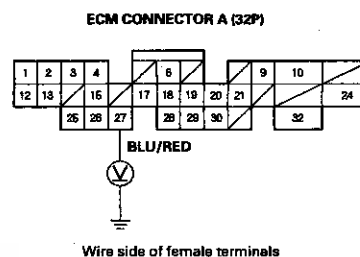 ECM CONNECTOR A (32P)
1 2 3 4 6 9 10
12 13 15 17 18 19 20 21 24
25 26 27 28 29 30 32
BLU/RED
V
Wire side of female terminals